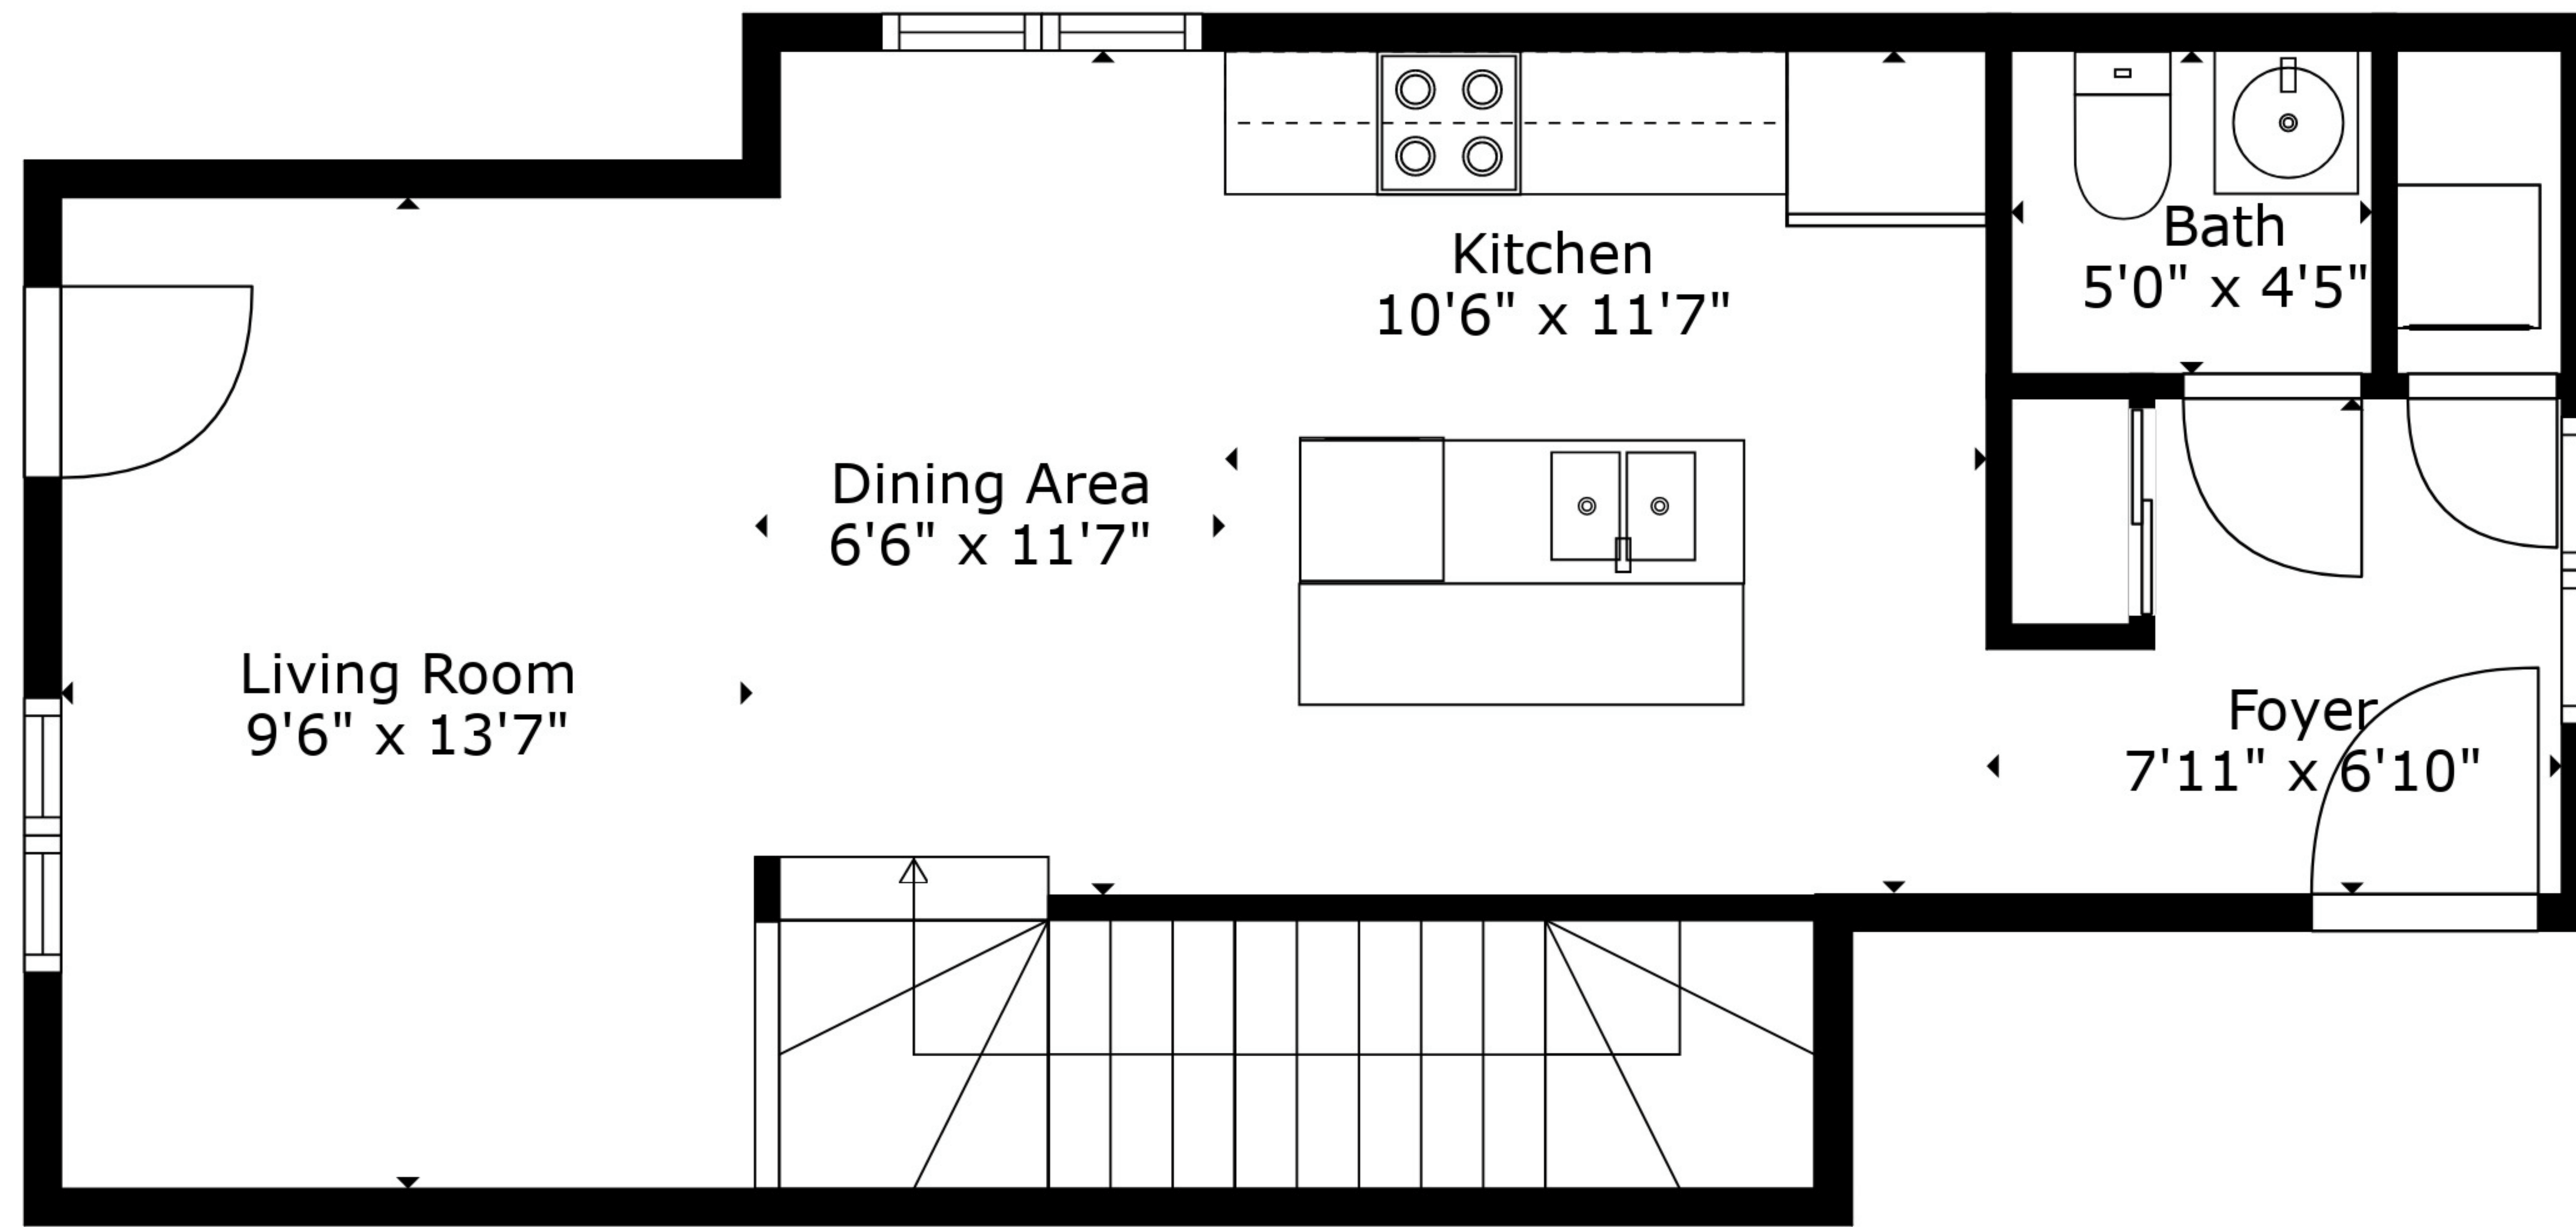 Kitchen
10'6" x 11'7"
Bath
5'0" x 4'5"
Dining Area
6'6" x 11'7"
Living Room
9'6" x 13'7"
Foyer
7'11" x 6'10"